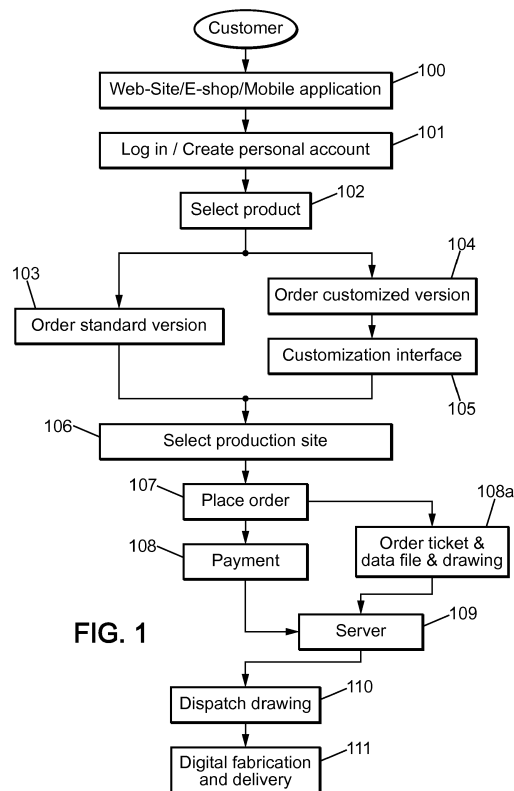 Customer
100
Web-Site/E-shop/Mobile application
101
Log in / Create personal account
102
Select product
103
104
Order customized version
Order standard version
Customization interface
105
106
Select production site
107
Place order
108a
108
Payment
Order ticket &
data file & drawing
FIG. 1
109
Server
110
Dispatch drawing
111
Digital fabrication
and delivery